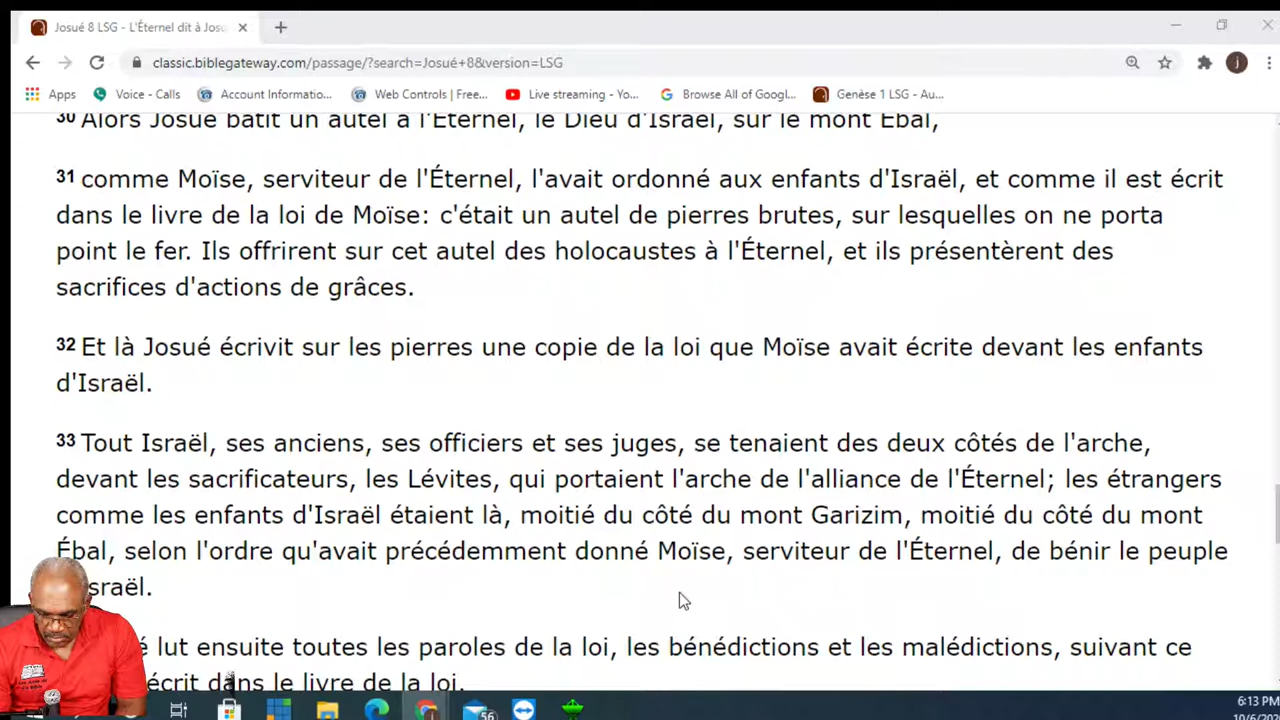 Josué 8 LSG - L'Éternel dit à Josu
classic.biblegateway.com/passage/?search=Josué+8&version=LSG
j
Apps Voice - Calls Account Informatio... Web Controls | Free... Live streaming - Yo... Browse All of Googl... Genèse 1 LSG - Au...
30 Alors Josué bâtit un autel à l'Éternel, le Dieu d'Israël, sur le mont Ébal,
31 comme Moïse, serviteur de l'Éternel, l'avait ordonné aux enfants d'Israël, et comme il est écrit
dans le livre de la loi de Moïse: c'était un autel de pierres brutes, sur lesquelles on ne porta
point le fer. Ils offrirent sur cet autel des holocaustes à l'Éternel, et ils présentèrent des
sacrifices d'actions de grâces.
32 Et là Josué écrivit sur les pierres une copie de la loi que Moïse avait écrite devant les enfants
d'Israël.
33 Tout Israël, ses anciens, ses officiers et ses juges, se tenaient des deux côtés de l'arche,
devant les sacrificateurs, les Lévites, qui portaient l'arche de l'alliance de l'Éternel; les étrangers
comme les enfants d'Israël étaient là, moitié du côté du mont Garizim, moitié du côté du mont
Ébal, selon l'ordre qu'avait précédemment donné Moïse, serviteur de l'Éternel, de bénir le peuple
sraël.
é lut ensuite toutes les paroles de la loi, les bénédictions et les malédictions, suivant ce
écrit dans le livre de la loi.
56
6:13 PM
10/6/20